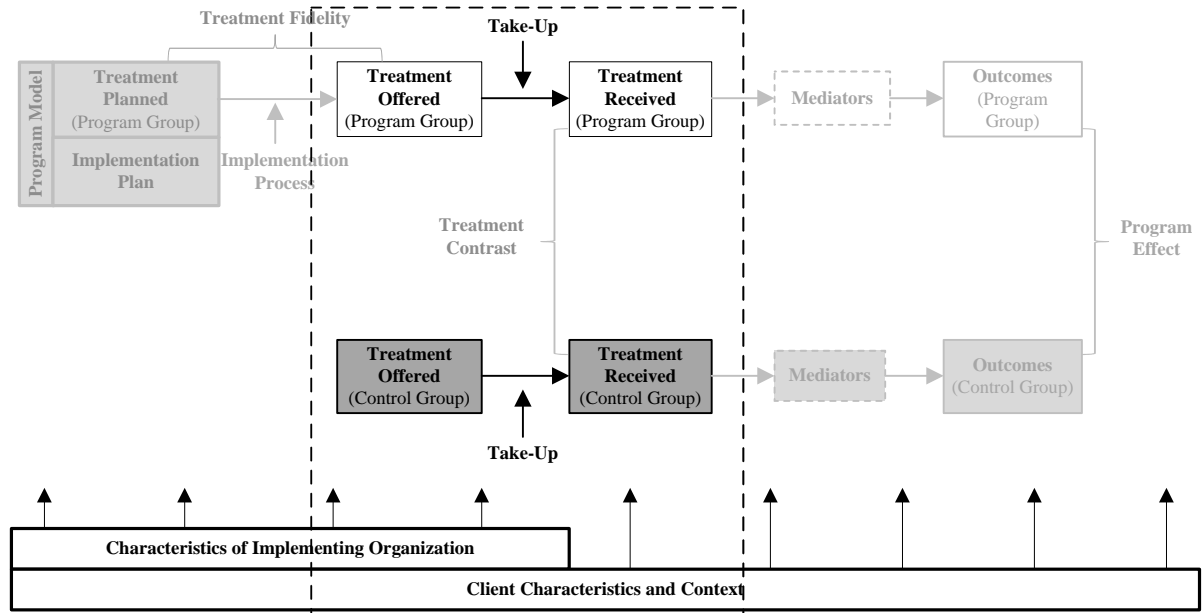 Treatment Fidelity
Take-Up
Program Model
Treatment
Planned
(Program Group)
Implementation
Plan
Implementation
Process
Treatment
Offered
(Program Group)
Treatment
Received
(Program Group)
Mediators
Outcomes
(Program
Group)
Treatment
Contrast
Program
Effect
Treatment
Offered
(Control Group)
Treatment
Received
(Control Group)
Mediators
Outcomes
(Control Group)
Take-Up
Characteristics of Implementing Organization
Client Characteristics and Context